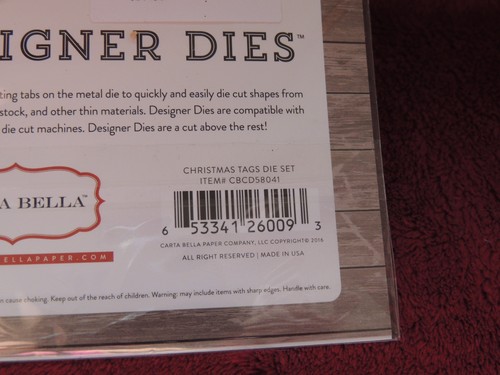 IGNER DIES™
ting tabs on the metal die to quickly and easily die cut shapes from
stock, and other thin materials. Designer Dies are compatible with
die cut machines. Designer Dies are a cut above the rest!
CHRISTMAS TAGS DIE SET
ITEM# CBCD58041
A BELLA™
6 53341 26009 3
CARTA BELLA PAPER COMPANY, LLC COPYRIGHT© 2016
ALL RIGHT RESERVED | MADE IN USA
BELLAPAPER.COM
n cause choking. Keep out of the reach of children. Warning: may include items with sharp edges. Handle with care.